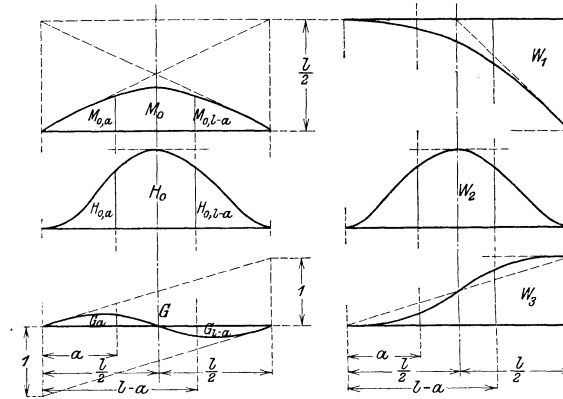 M₀,ₐ M₀ M₀,ₗ₋ₐ
l/2
W₁
H₀,ₐ H₀ H₀,ₗ₋ₐ
W₂
Gₐ G Gₗ₋ₐ
1
1
a
l/2 l/2
l-a
W₃
a
l/2 l/2
l-a